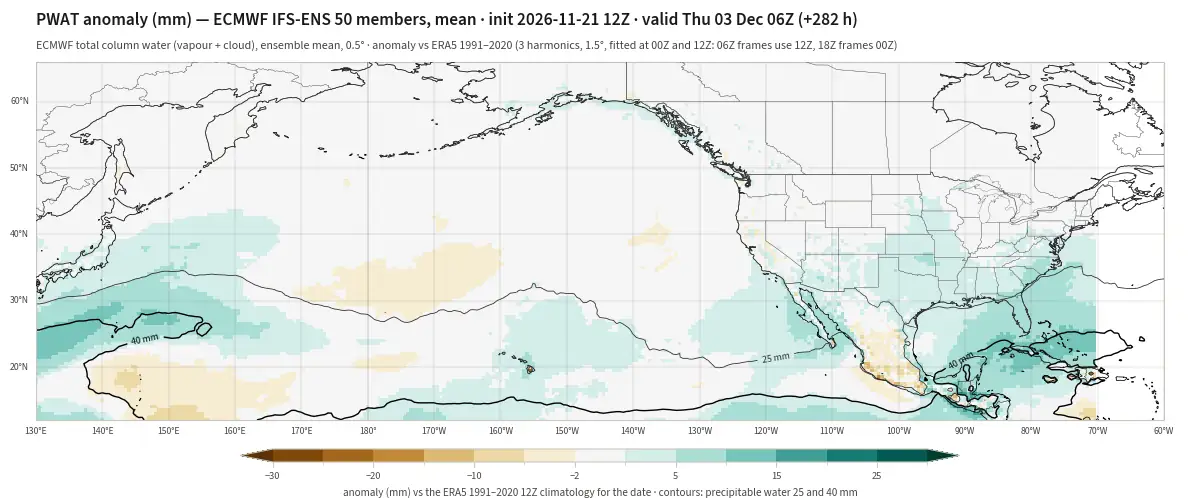 PWAT anomaly (mm) — ECMWF IFS-ENS 50 members, mean · init 2026-11-21 12Z · valid Thu 03 Dec 06Z (+282 h)
ECMWF total column water (vapour + cloud), ensemble mean, 0.5° · anomaly vs ERA5 1991–2020 (3 harmonics, 1.5°, fitted at 00Z and 12Z: 06Z frames use 12Z, 18Z frames 00Z)
60°N
50°N
40°N
30°N
20°N
40 mm
25 mm
40 mm
130°E 140°E 150°E 160°E 170°E 180° 170°W 160°W 150°W 140°W 130°W 120°W 110°W 100°W 90°W 80°W 70°W 60°W
−30 −20 −10 −2 5 15 25
anomaly (mm) vs the ERA5 1991–2020 12Z climatology for the date · contours: precipitable water 25 and 40 mm